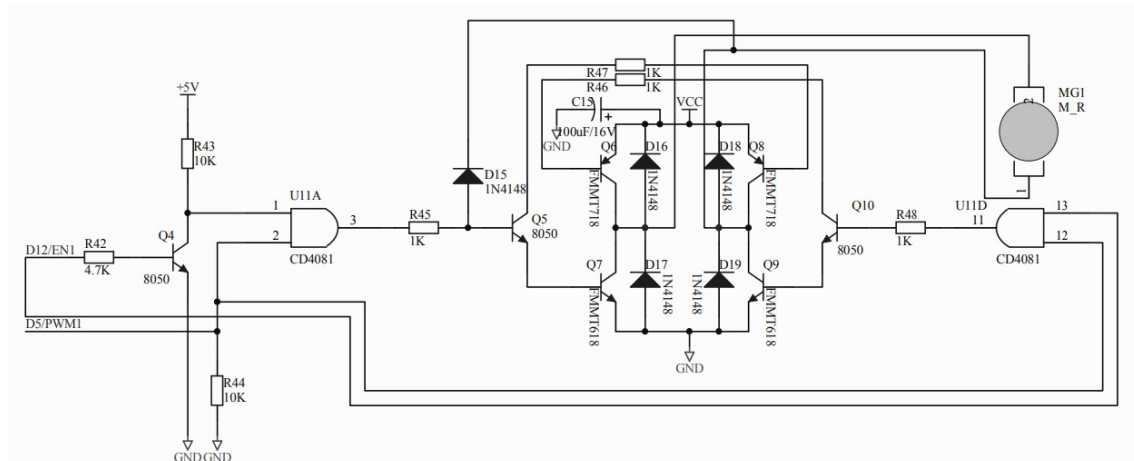 R47
1K
R46
1K
+5V
C15
+
VCC
MG1
M_R
2
1
100uF/16V
GND
R43
10K
Q6
D16
D18
Q8
FMMT718
1N4148
1N4148
FMMT718
D15
1N4148
U11A
1
2
3
CD4081
R45
1K
Q5
8050
Q10
8050
R48
1K
U11D
11
13
12
CD4081
Q4
8050
D12/EN1
R42
4.7K
Q7
D17
D19
Q9
FMMT618
1N4148
1N4148
FMMT618
D5/PWM1
GND
R44
10K
GND
GND